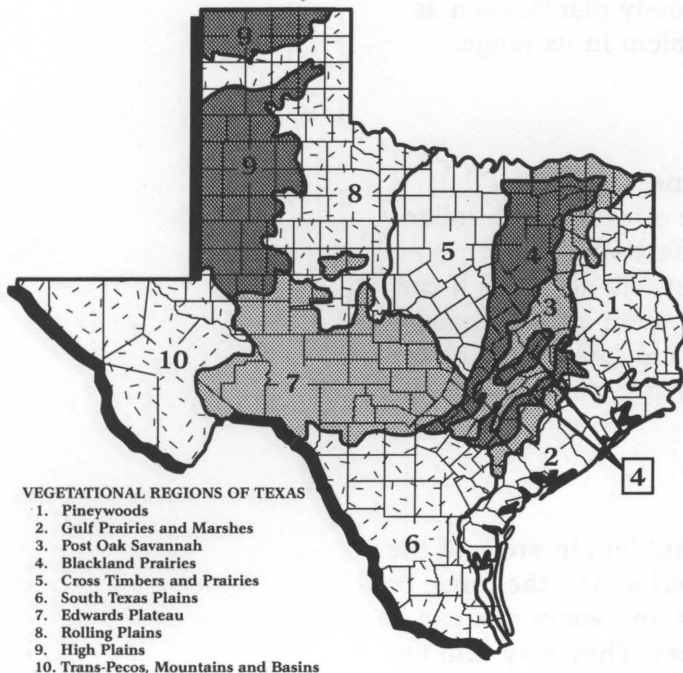 9
9
8
5
4
3
1
10
7
2
4
6
VEGETATIONAL REGIONS OF TEXAS
1. Pineywoods
2. Gulf Prairies and Marshes
3. Post Oak Savannah
4. Blackland Prairies
5. Cross Timbers and Prairies
6. South Texas Plains
7. Edwards Plateau
8. Rolling Plains
9. High Plains
10. Trans-Pecos, Mountains and Basins